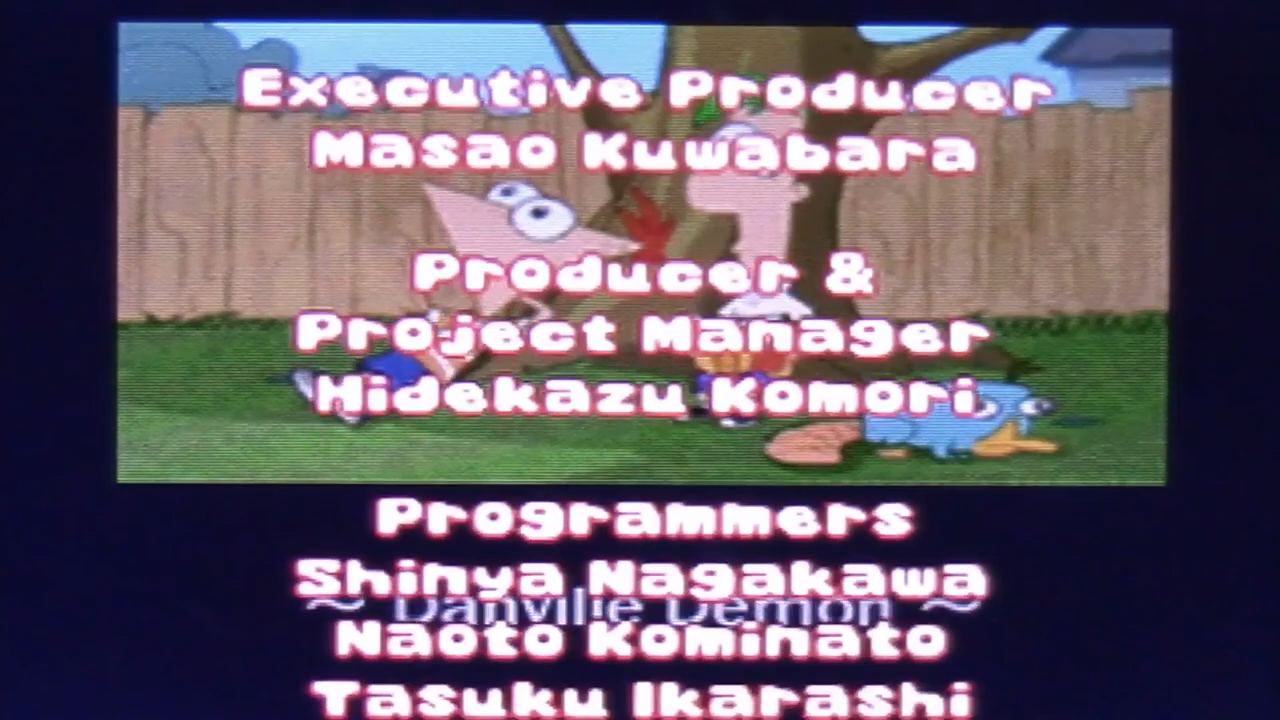 Executive Producer
Masao Kuwabara
Producer &
Project Manager
Hidekazu Komori
Programmers
Shinya Nagakawa
~ Danville Demon ~
Naoto Kominato
Tasuku Ikarashi